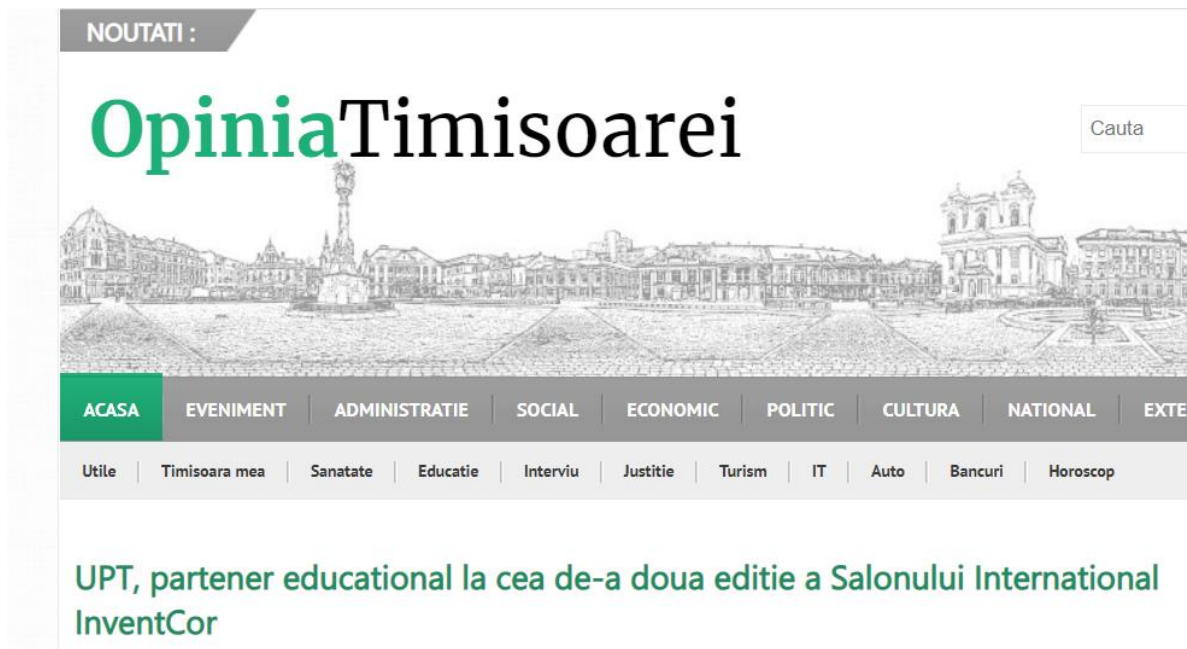 NOUTATI :
OpiniaTimisoarei
Cauta
ACASA EVENIMENT ADMINISTRATIE SOCIAL ECONOMIC POLITIC CULTURA NATIONAL EXTE
Utile Timisoara mea Sanatate Educatie Interviu Justitie Turism IT Auto Bancuri Horoscop
UPT, partener educational la cea de-a doua editie a Salonului International
InventCor